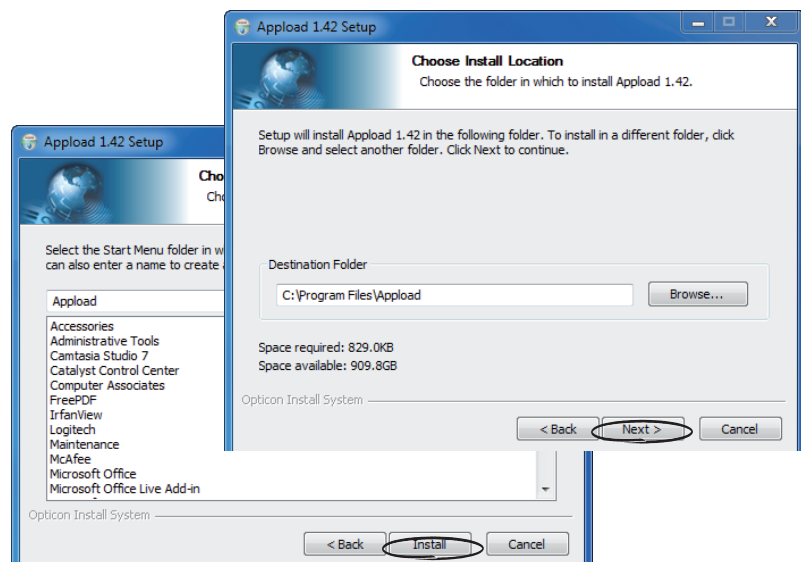 Appload 1.42 Setup
Choose Install Location
Choose the folder in which to install Appload 1.42.
Setup will install Appload 1.42 in the following folder. To install in a different folder, click
Browse and select another folder. Click Next to continue.
Destination Folder
C:\Program Files\Appload
Browse...
Space required: 829.0KB
Space available: 909.8GB
Opticon Install System
< Back
Next >
Cancel
Appload 1.42 Setup
Select the Start Menu folder in
can also enter a name to create
Appload
Accessories
Administrative Tools
Camtasia Studio 7
Catalyst Control Center
Computer Associates
FreePDF
IrfanView
Logitech
Maintenance
McAfee
Microsoft Office
Microsoft Office Live Add-in
Opticon Install System
< Back
Install
Cancel